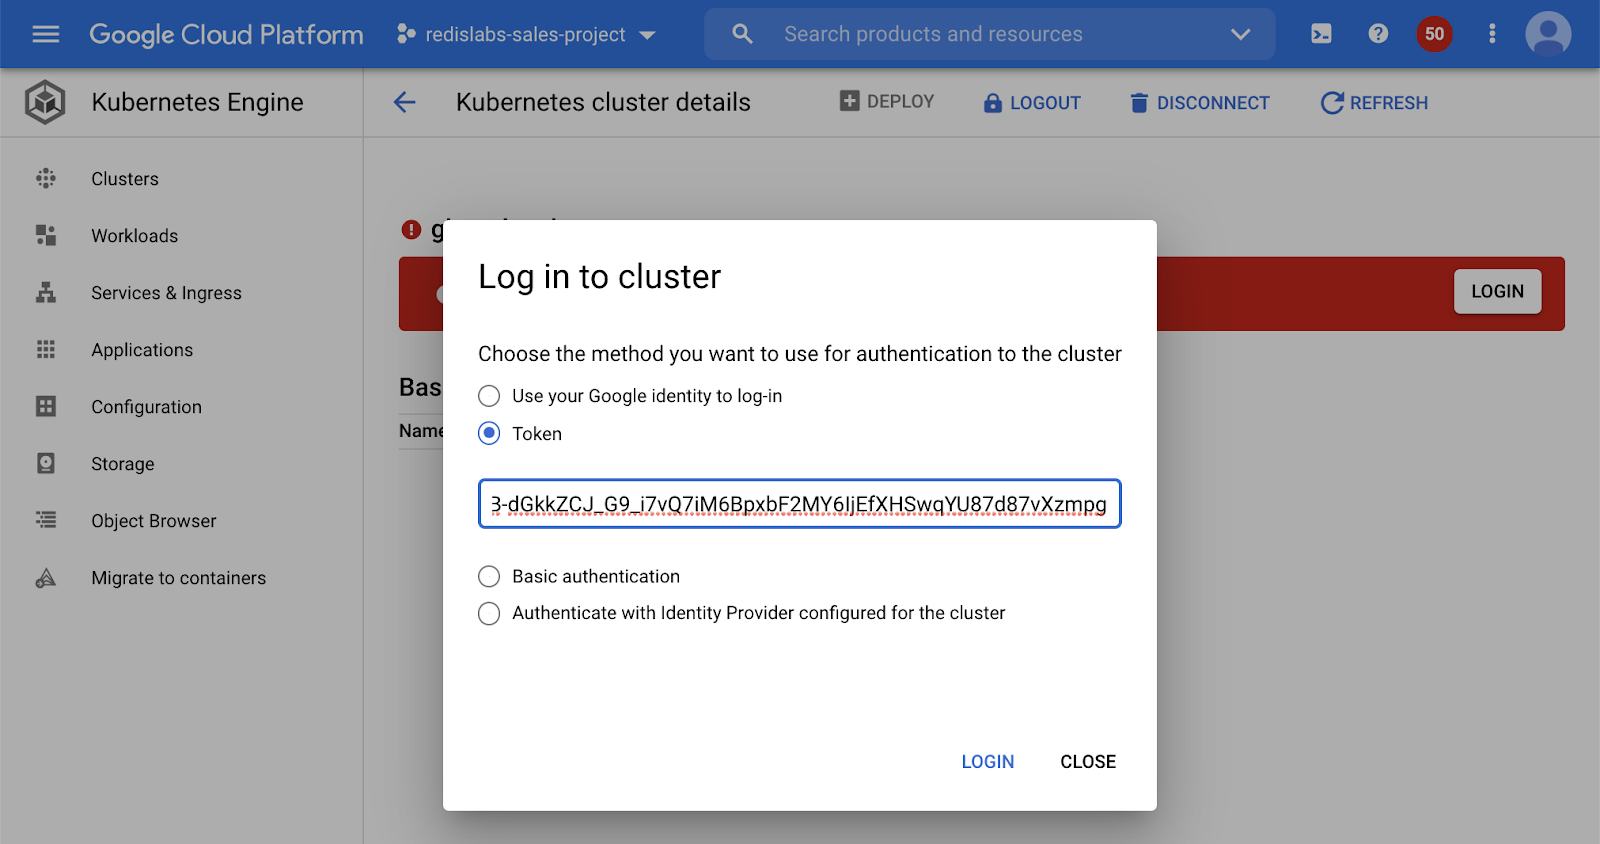 Google Cloud Platform redislabs-sales-project Search products and resources 50
Kubernetes Engine Kubernetes cluster details DEPLOY LOGOUT DISCONNECT REFRESH
Clusters
Workloads
Services & Ingress
Applications
Configuration
Storage
Object Browser
Migrate to containers
LOGIN
Bas
Name
Log in to cluster
Choose the method you want to use for authentication to the cluster
Use your Google identity to log-in
Token
3-dGkkZCJ_G9_i7vQ7iM6BpxbF2MY6IjEfXHSwqYU87d87vXzmpg
Basic authentication
Authenticate with Identity Provider configured for the cluster
LOGIN CLOSE